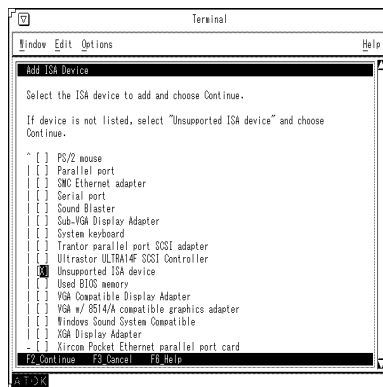 Terminal
Window Edit Options Help
Add ISA Device
Select the ISA device to add and choose Continue.
If device is not listed, select "Unsupported ISA device" and choose
Continue.
^ [ ] PS/2 mouse
| [ ] Parallel port
| [ ] SMC Ethernet adapter
| [ ] Serial port
| [ ] Sound Blaster
| [ ] Sub-VGA Display Adapter
| [ ] System keyboard
| [ ] Trantor parallel port SCSI adapter
| [ ] Ultrastor ULTRA14F SCSI Controller
| [X] Unsupported ISA device
| [ ] Used BIOS memory
| [ ] VGA Compatible Display Adapter
| [ ] VGA w/ 8514/A compatible graphics adapter
| [ ] Windows Sound System Compatible
| [ ] XGA Display Adapter
- [ ] Xircom Pocket Ethernet parallel port card
F2_Continue F3_Cancel F6_Help
ATOK